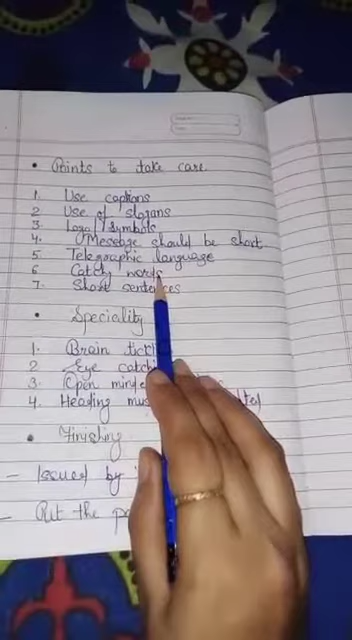 • Points to take care
1. Use captions
2 Use of slogans
3. Logo/symbols
4. Message should be short
5 Telegraphic language
6 Catchy words
7. Short sentences
• Speciality
1. Brain
2 Eye
3. Open
4. Heading
• Finishing
- Issued by
- Put the